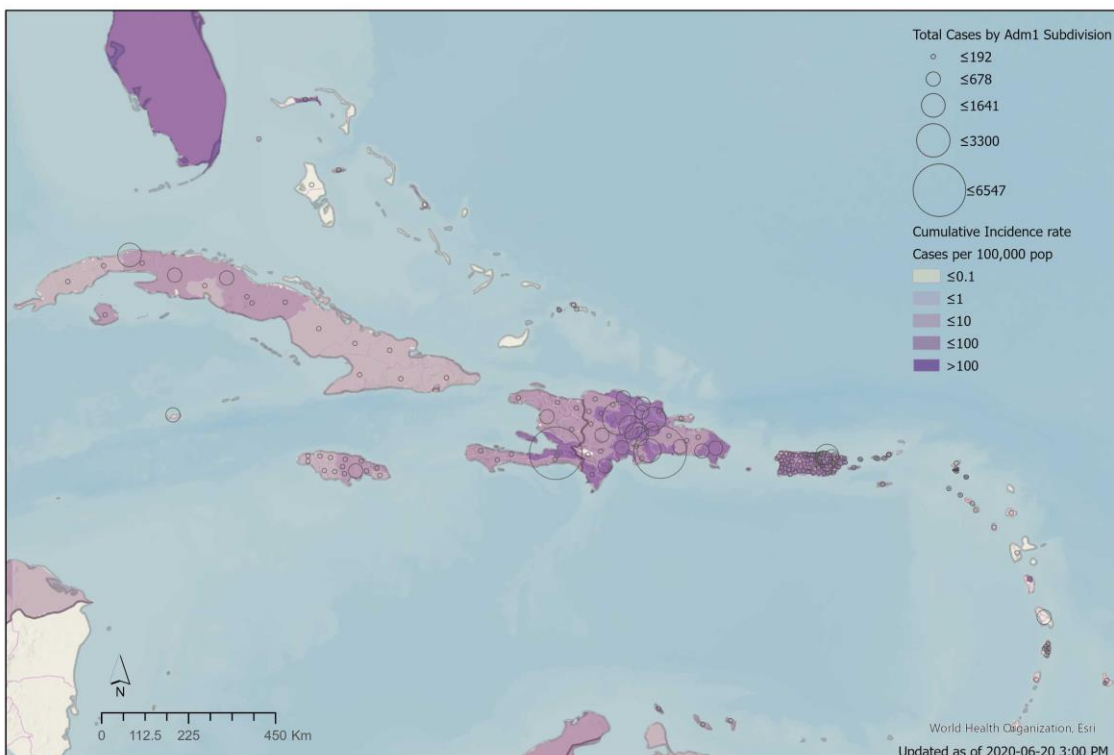 Total Cases by Adm1 Subdivision
≤192
≤678
≤1641
≤3300
≤6547
Cumulative Incidence rate
Cases per 100,000 pop
≤0.1
≤1
≤10
≤100
>100
N
0 112.5 225 450 Km
World Health Organization, Esri
Updated as of 2020-06-20 3:00 PM